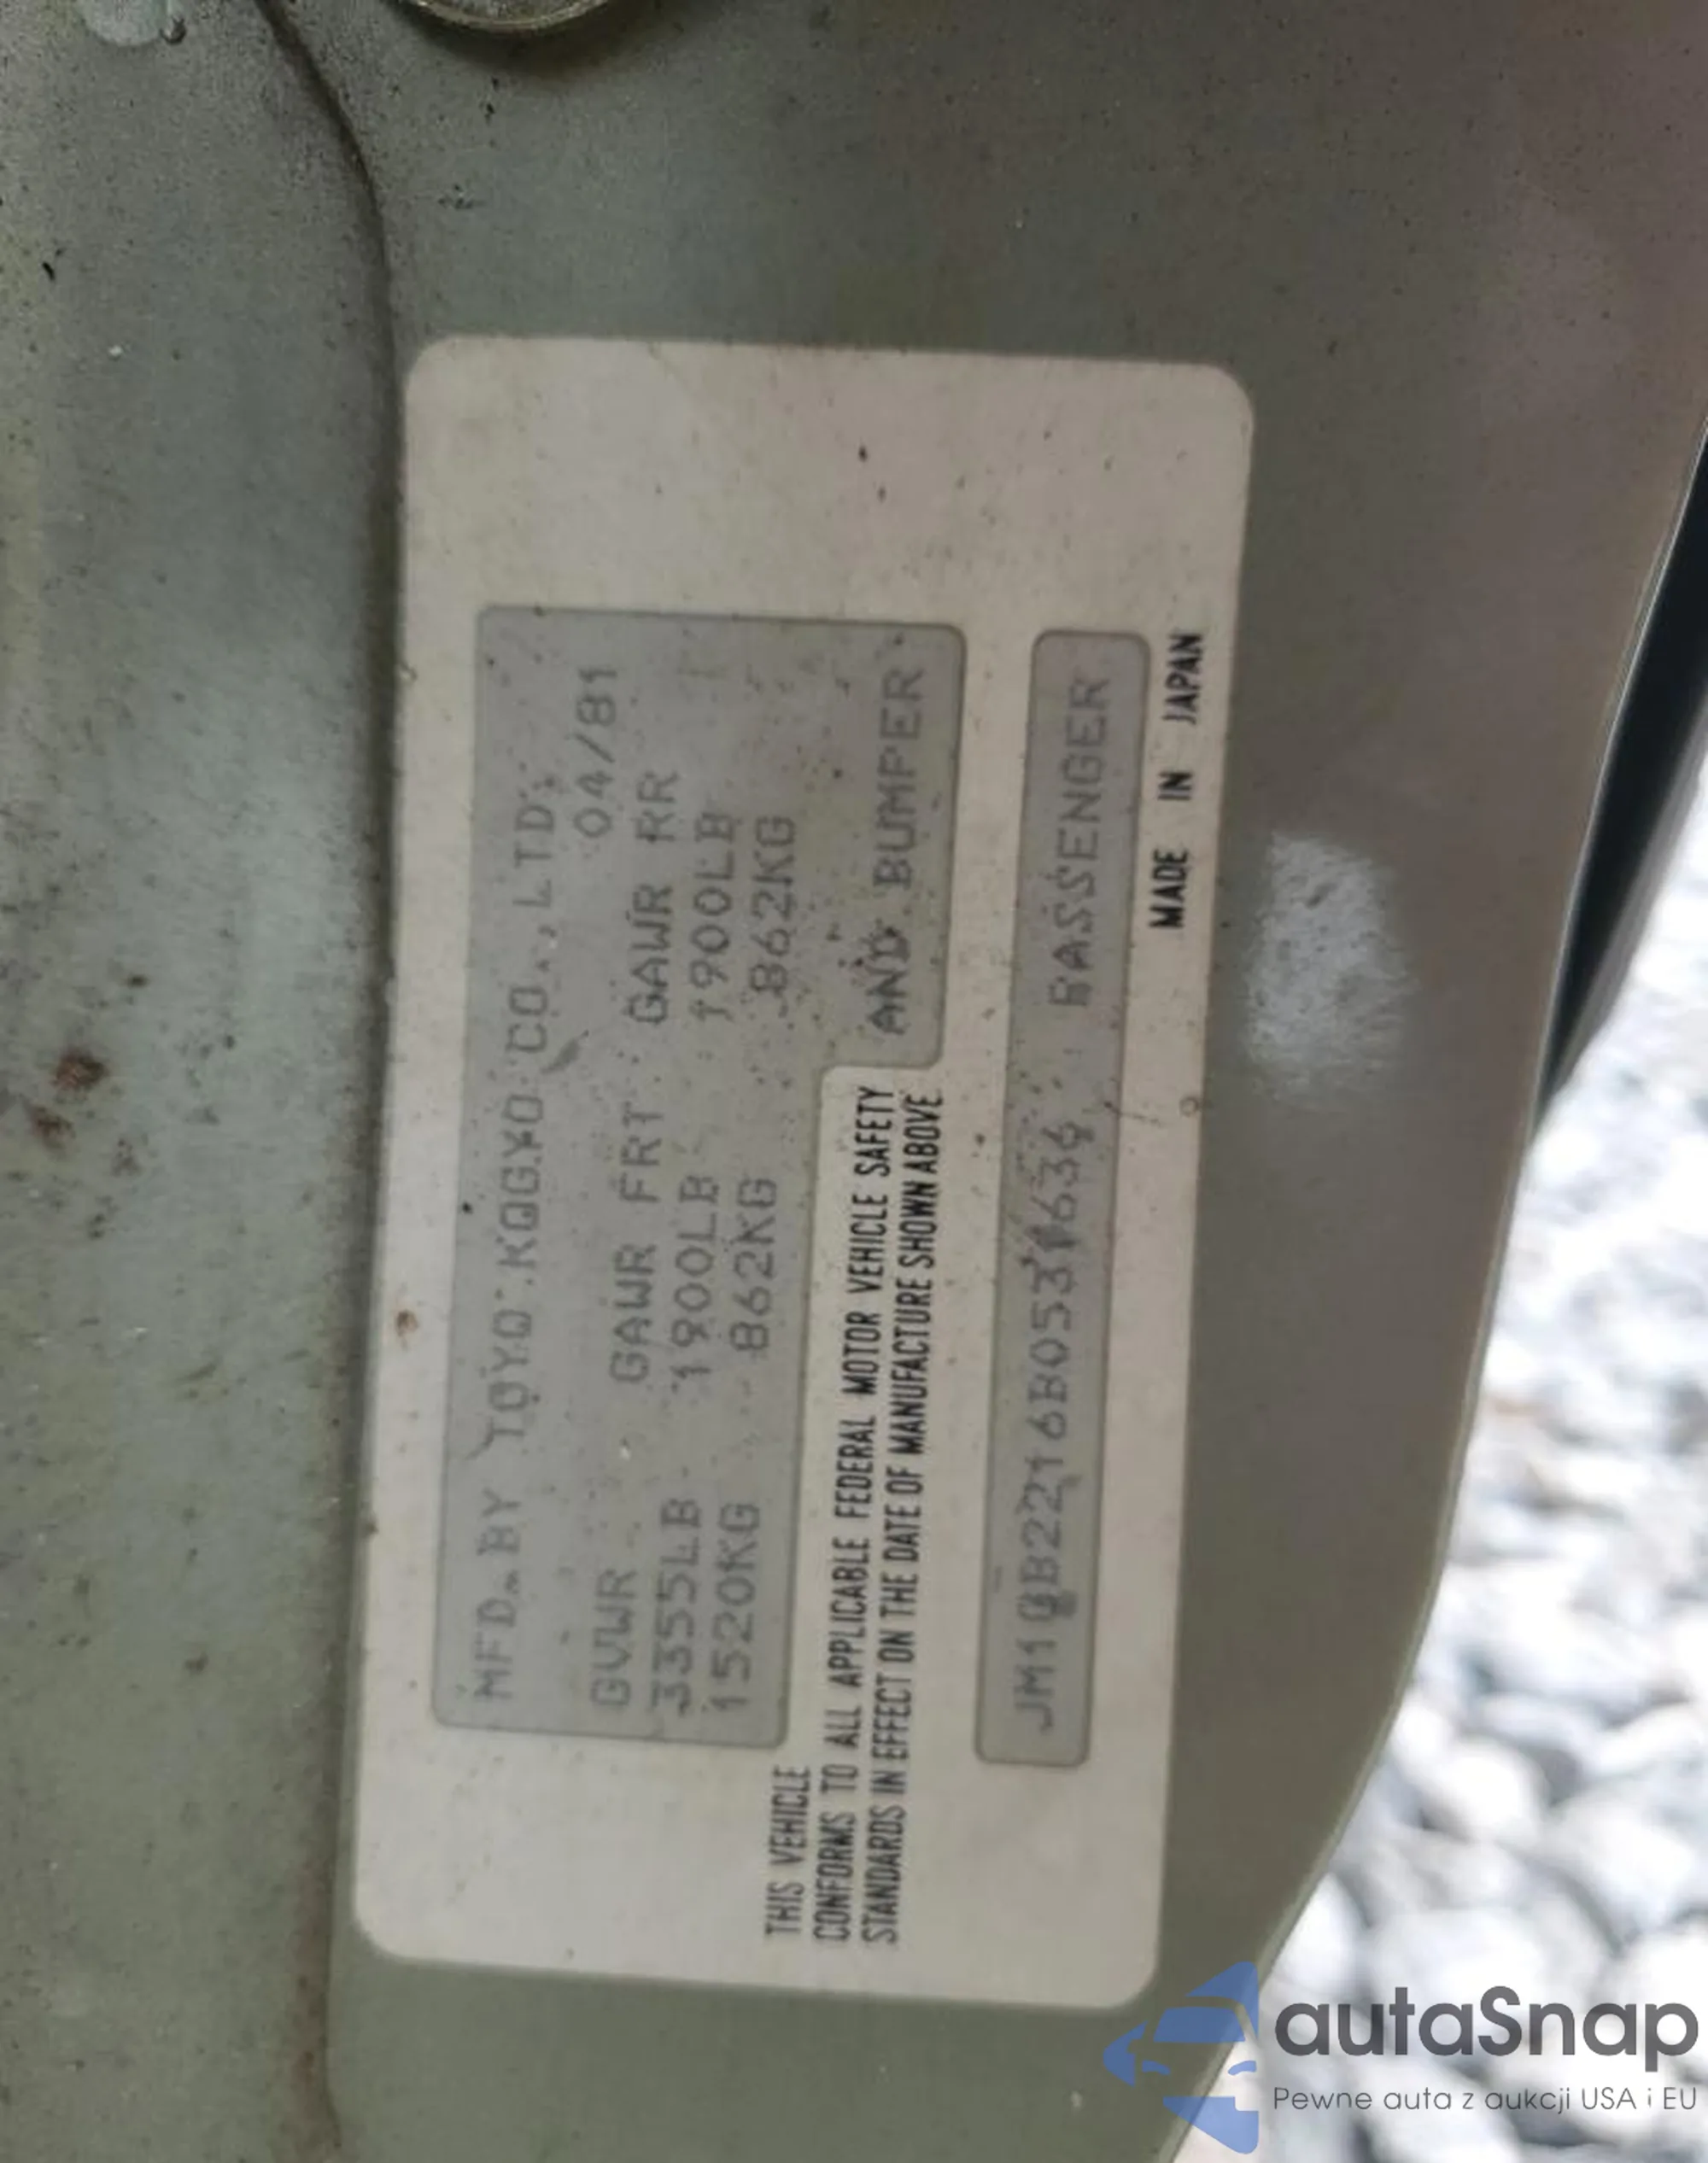 MFD. BY TOYO KOGYO CO., LTD.
04/81
GVWR GAWR FRT GAWR RR
3355LB 1900LB 1900LB
1520KG 862KG 862KG
THIS VEHICLE
CONFORMS TO ALL APPLICABLE FEDERAL MOTOR VEHICLE SAFETY AND BUMPER
STANDARDS IN EFFECT ON THE DATE OF MANUFACTURE SHOWN ABOVE
JM1GB2216B0531636 PASSENGER
MADE IN JAPAN
autaSnap
Pewne auta z aukcji USA i EU